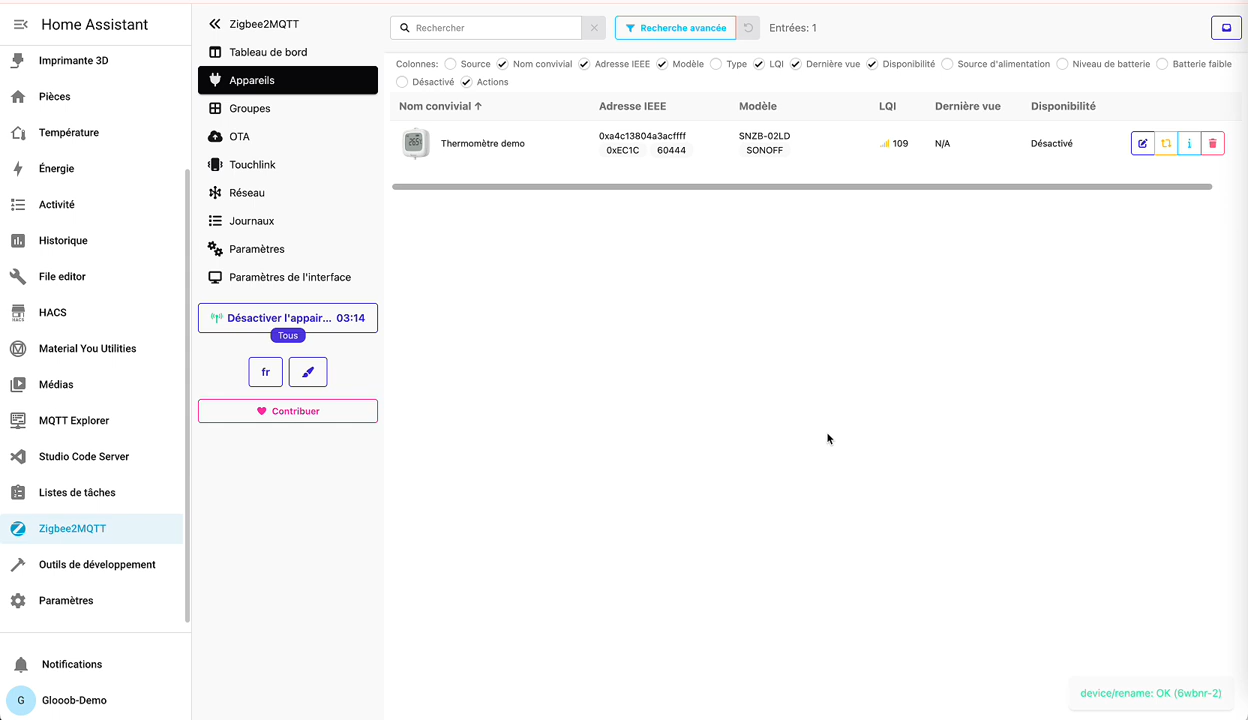 Home Assistant
Imprimante 3D
Pièces
Température
Énergie
Activité
Historique
File editor
HACS
HACS
Material You Utilities
Médias
MQTT Explorer
Studio Code Server
Listes de tâches
Zigbee2MQTT
Outils de développement
Paramètres
Notifications
G Glooob-Demo
Zigbee2MQTT
Tableau de bord
Appareils
Groupes
OTA
Touchlink
Réseau
Journaux
Paramètres
Paramètres de l'interface
Désactiver l'appair... 03:14
Tous
fr
Contribuer
Rechercher
Recherche avancée
Entrées: 1
Colonnes: Source Nom convivial Adresse IEEE Modèle Type LQI Dernière vue Disponibilité Source d'alimentation Niveau de batterie Batterie faible
Désactivé Actions
Nom convivial ↑ Adresse IEEE Modèle LQI Dernière vue Disponibilité
Thermomètre demo
0xa4c13804a3acffff
0xEC1C 60444
SNZB-02LD
SONOFF
109
N/A
Désactivé
device/rename: OK (6wbnr-2)